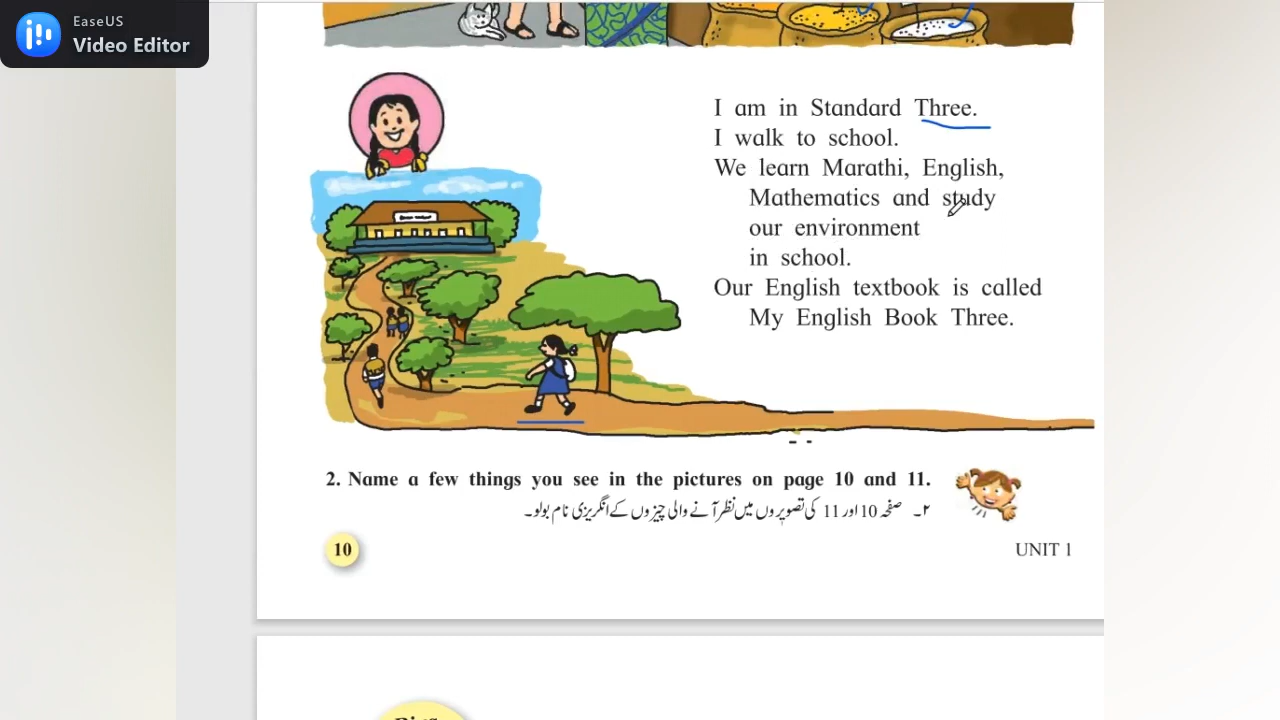 EaseUS
Video Editor
I am in Standard Three.
I walk to school.
We learn Marathi, English,
Mathematics and study
our environment
in school.
Our English textbook is called
My English Book Three.
2. Name a few things you see in the pictures on page 10 and 11.
۲۔ صفحہ 10 اور 11 کی تصویروں میں نظر آنے والی چیزوں کے انگریزی نام بولو۔
10
UNIT 1